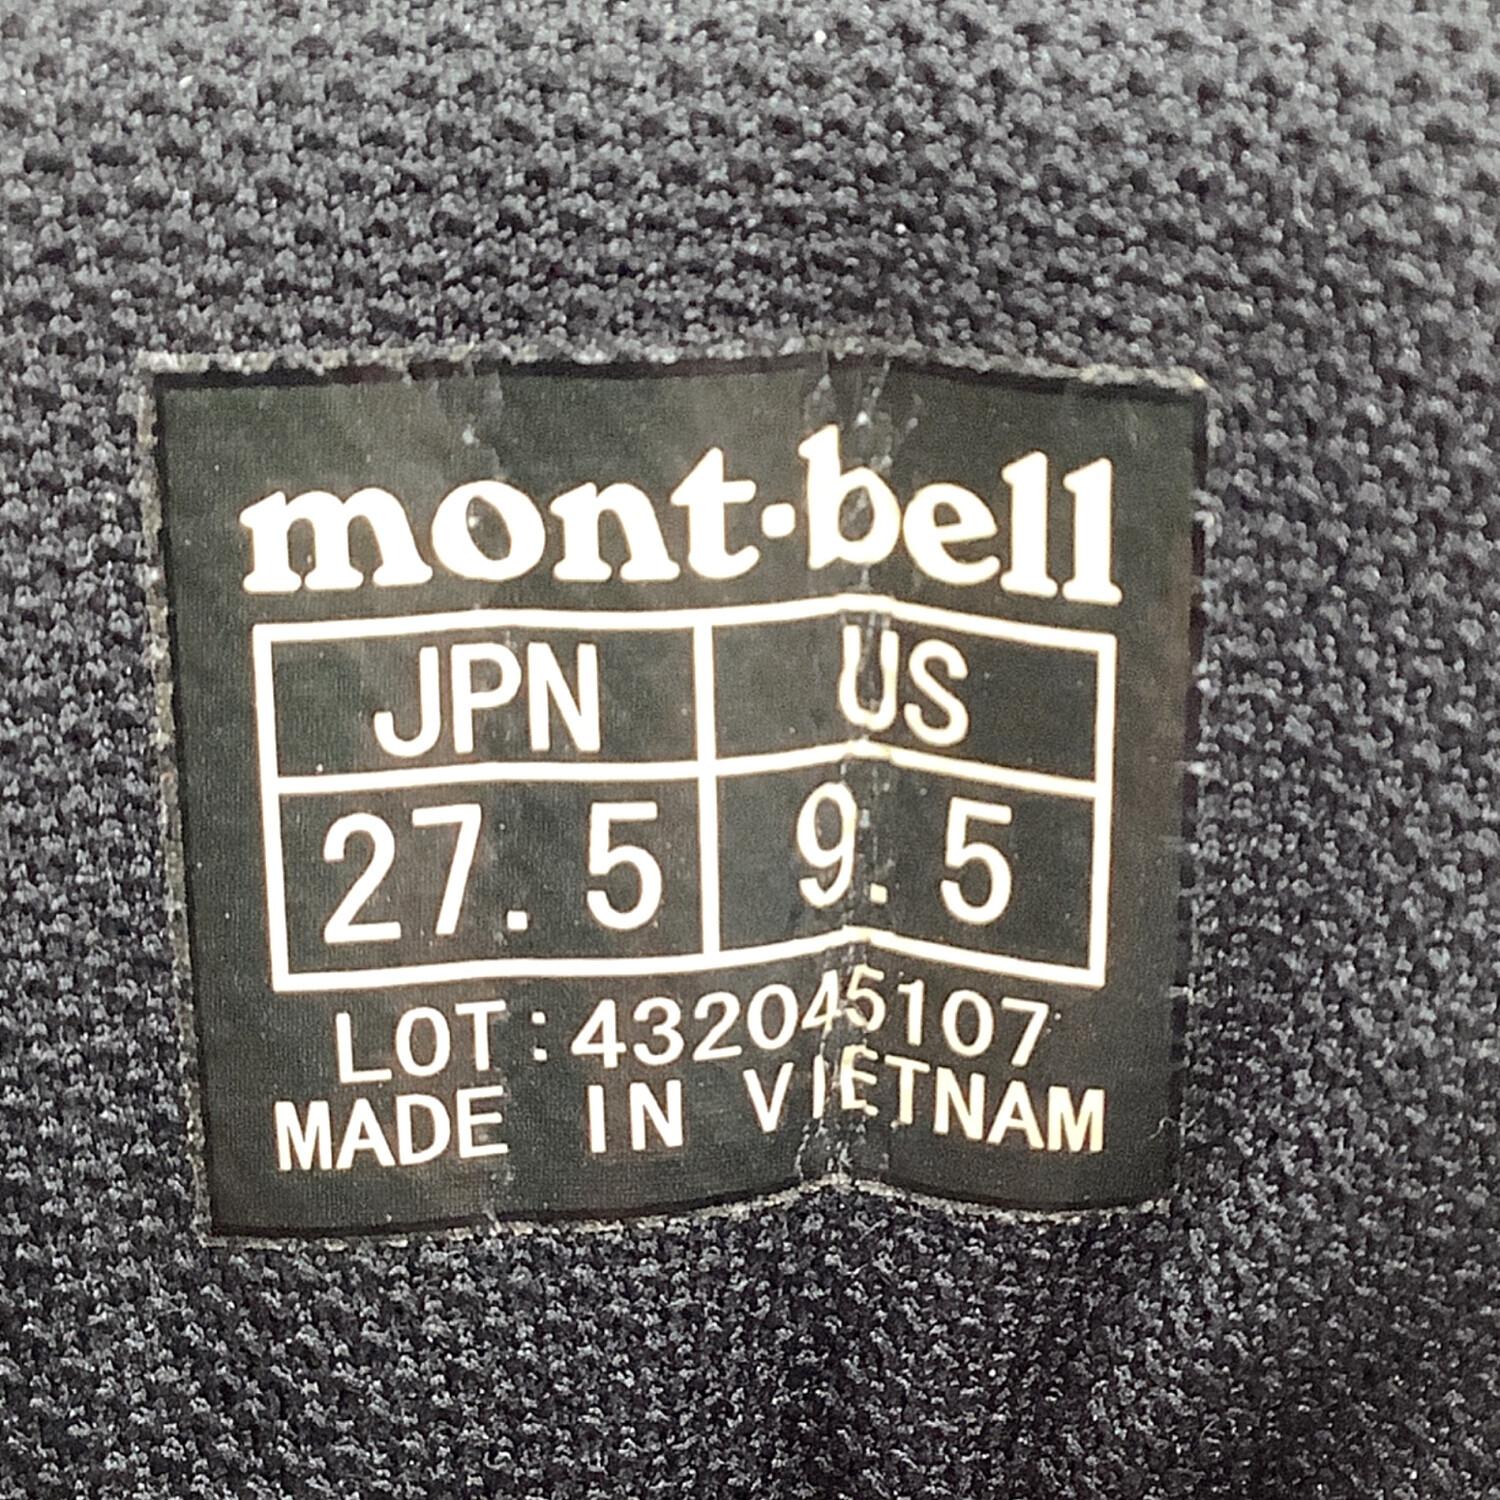 mont·bell
JPN US
27.5 9.5
LOT:432045107
MADE IN VIETNAM